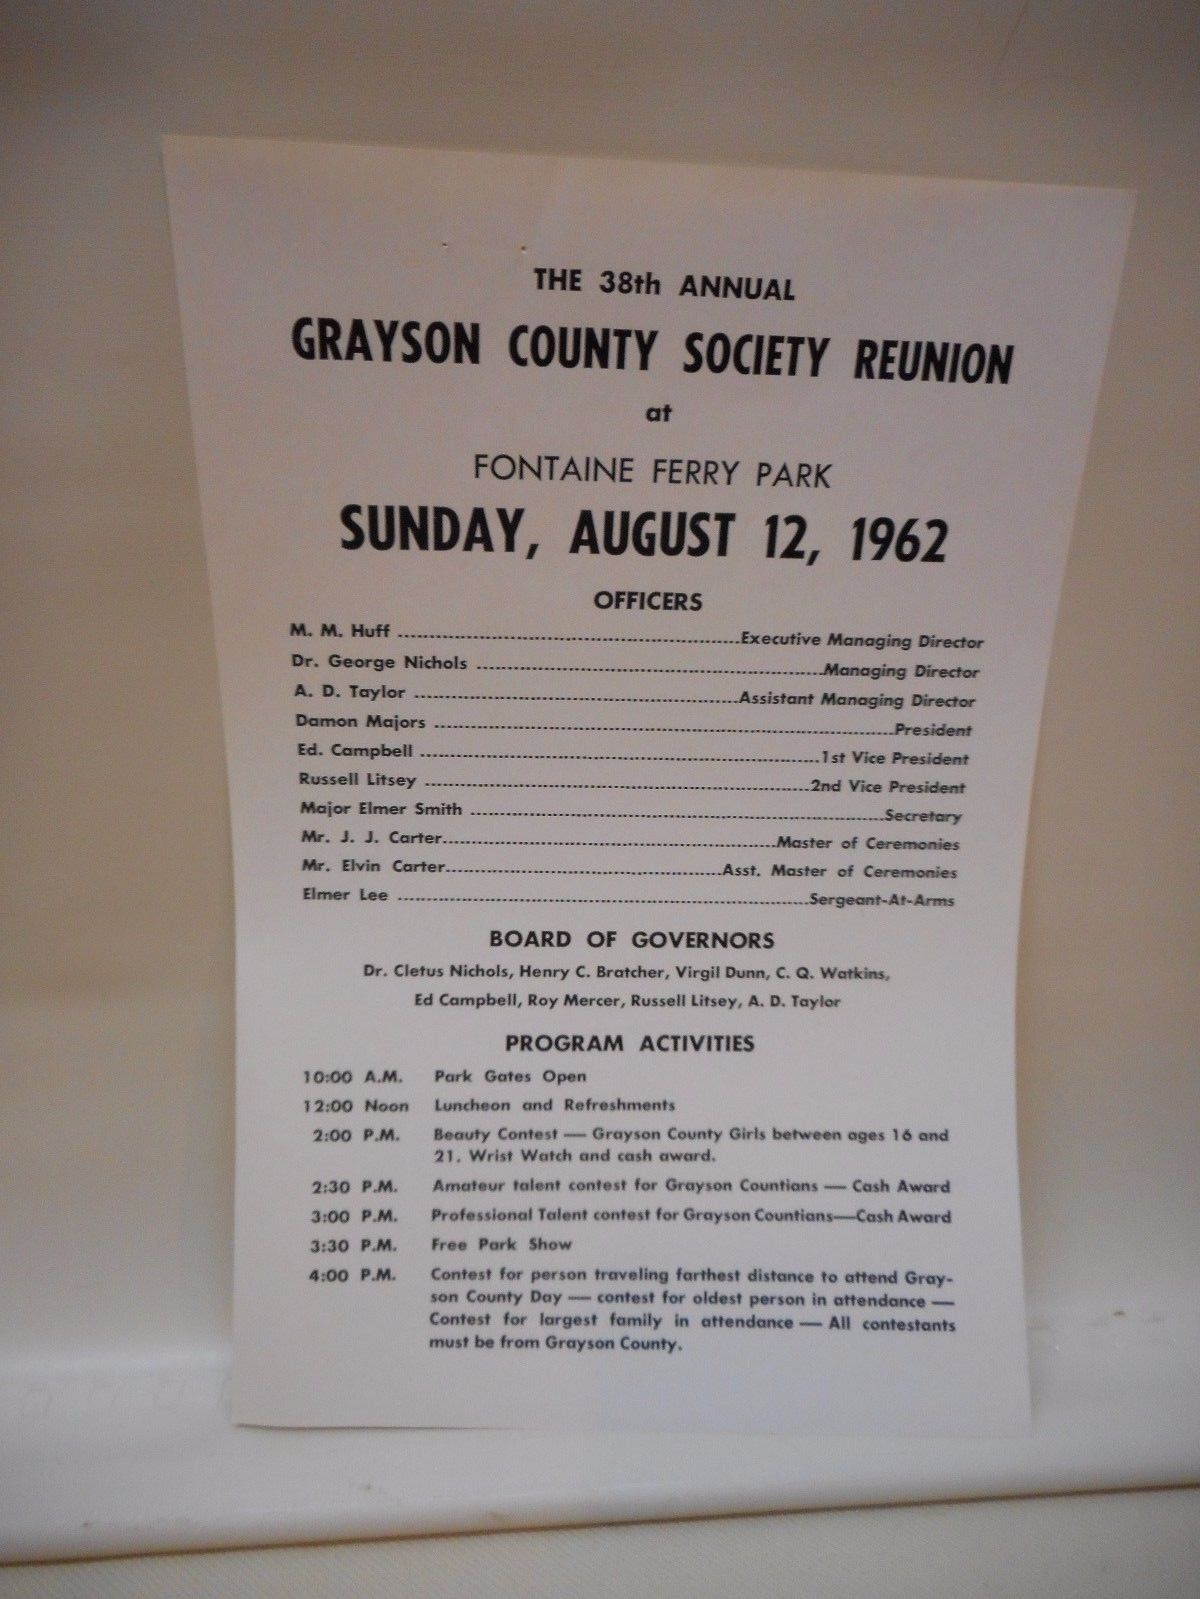 THE 38th ANNUAL
GRAYSON COUNTY SOCIETY REUNION
at
FONTAINE FERRY PARK
SUNDAY, AUGUST 12, 1962
OFFICERS
M. M. Huff ........................................................Executive Managing Director
Dr. George Nichols ........................................................Managing Director
A. D. Taylor ........................................................Assistant Managing Director
Damon Majors ........................................................President
Ed. Campbell ........................................................1st Vice President
Russell Litsey ........................................................2nd Vice President
Major Elmer Smith ........................................................Secretary
Mr. J. J. Carter........................................................Master of Ceremonies
Mr. Elvin Carter........................................................Asst. Master of Ceremonies
Elmer Lee ........................................................Sergeant-At-Arms
BOARD OF GOVERNORS
Dr. Cletus Nichols, Henry C. Bratcher, Virgil Dunn, C. Q. Watkins,
Ed Campbell, Roy Mercer, Russell Litsey, A. D. Taylor
PROGRAM ACTIVITIES
10:00 A.M. Park Gates Open
12:00 Noon Luncheon and Refreshments
2:00 P.M. Beauty Contest — Grayson County Girls between ages 16 and
21. Wrist Watch and cash award.
2:30 P.M. Amateur talent contest for Grayson Countians — Cash Award
3:00 P.M. Professional Talent contest for Grayson Countians—Cash Award
3:30 P.M. Free Park Show
4:00 P.M. Contest for person traveling farthest distance to attend Gray-
son County Day — contest for oldest person in attendance —
Contest for largest family in attendance — All contestants
must be from Grayson County.